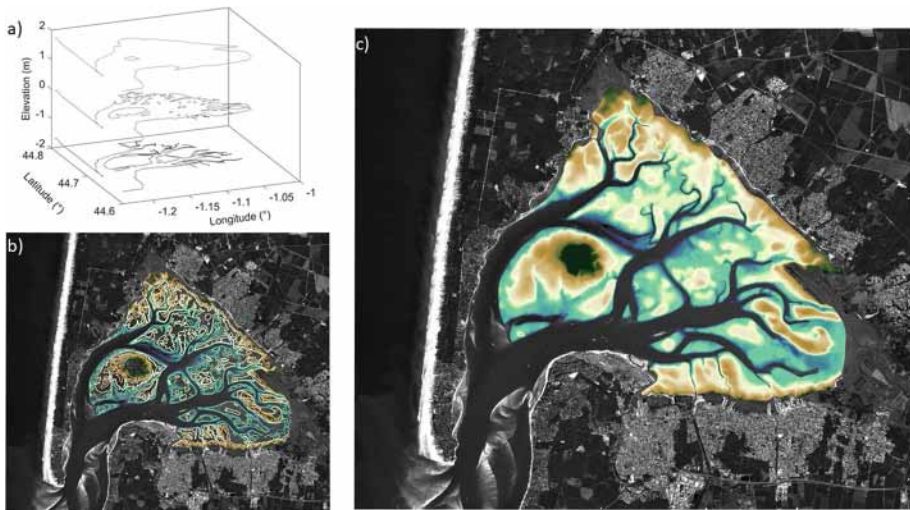 a)
2
1
0
-1
-2
Elevation (m)
44.8
44.7
44.6
Latitude (°)
-1.2
-1.15
-1.1
-1.05
-1
Longitude (°)
b)
c)